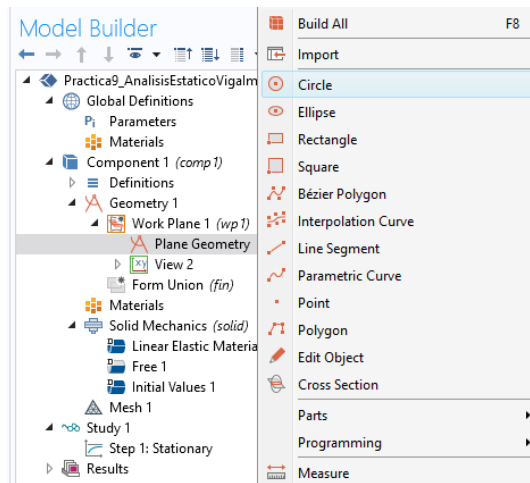 Model Builder
Practica9_AnalisisEstaticoVigaIm
Global Definitions
Pi Parameters
Materials
Component 1 (comp1)
Definitions
Geometry 1
Work Plane 1 (wp1)
Plane Geometry
xy View 2
Form Union (fin)
Materials
Solid Mechanics (solid)
Linear Elastic Materia
Free 1
Initial Values 1
Mesh 1
Study 1
Step 1: Stationary
Results
Build All F8
Import
Circle
Ellipse
Rectangle
Square
Bézier Polygon
Interpolation Curve
Line Segment
Parametric Curve
Point
Polygon
Edit Object
Cross Section
Parts
Programming
Measure